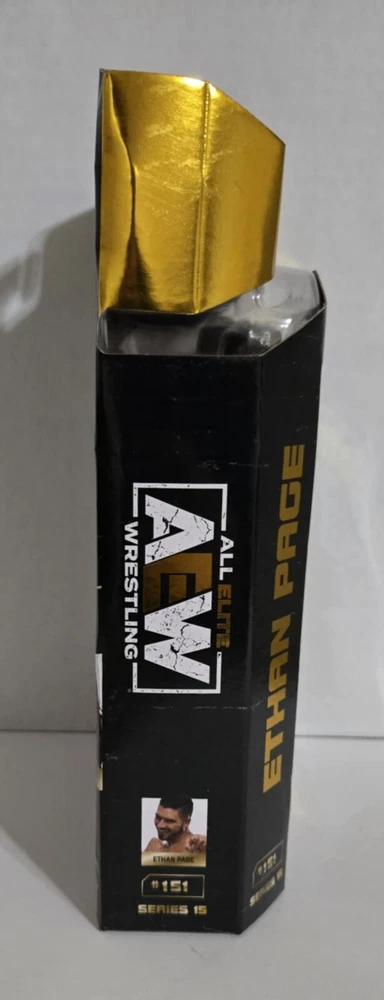 ALL ELITE
AEW
WRESTLING
ETHAN PAGE
ETHAN PAGE
#151
SERIES 15
#151
SERIES 15